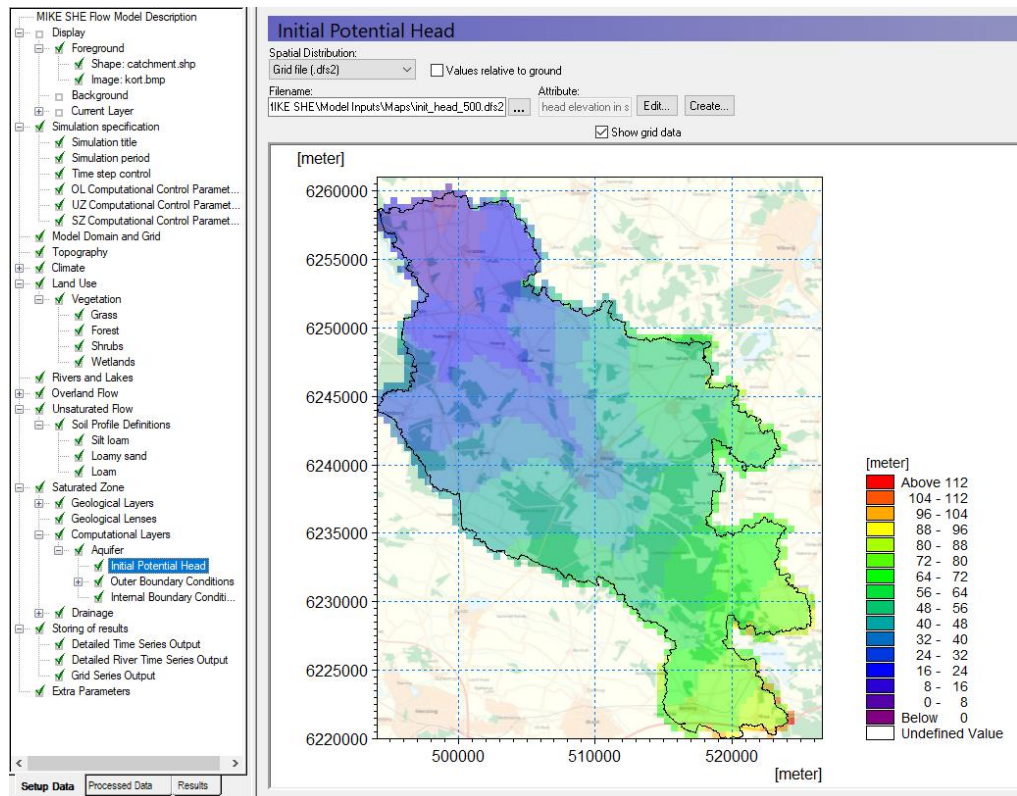 MIKE SHE Flow Model Description
Display
Foreground
Shape: catchment.shp
Image: kort.bmp
Background
Current Layer
Simulation specification
Simulation title
Simulation period
Time step control
OL Computational Control Paramet...
UZ Computational Control Paramet...
SZ Computational Control Paramet...
Model Domain and Grid
Topography
Climate
Land Use
Vegetation
Grass
Forest
Shrubs
Wetlands
Rivers and Lakes
Overland Flow
Unsaturated Flow
Soil Profile Definitions
Silt loam
Loamy sand
Loam
Saturated Zone
Geological Layers
Geological Lenses
Computational Layers
Aquifer
Initial Potential Head
Outer Boundary Conditions
Internal Boundary Conditi...
Drainage
Storing of results
Detailed Time Series Output
Detailed River Time Series Output
Grid Series Output
Extra Parameters
Setup Data Processed Data Results
Initial Potential Head
Spatial Distribution:
Grid file (.dfs2) Values relative to ground
Filename: Attribute:
IKE SHE\Model Inputs\Maps\init_head_500.dfs2 ... head elevation in s Edit... Create...
Show grid data
[meter]
6260000
6255000
6250000
6245000
6240000
6235000
6230000
6225000
6220000
500000 510000 520000
[meter]
[meter]
Above 112
104 - 112
96 - 104
88 - 96
80 - 88
72 - 80
64 - 72
56 - 64
48 - 56
40 - 48
32 - 40
24 - 32
16 - 24
8 - 16
0 - 8
Below 0
Undefined Value